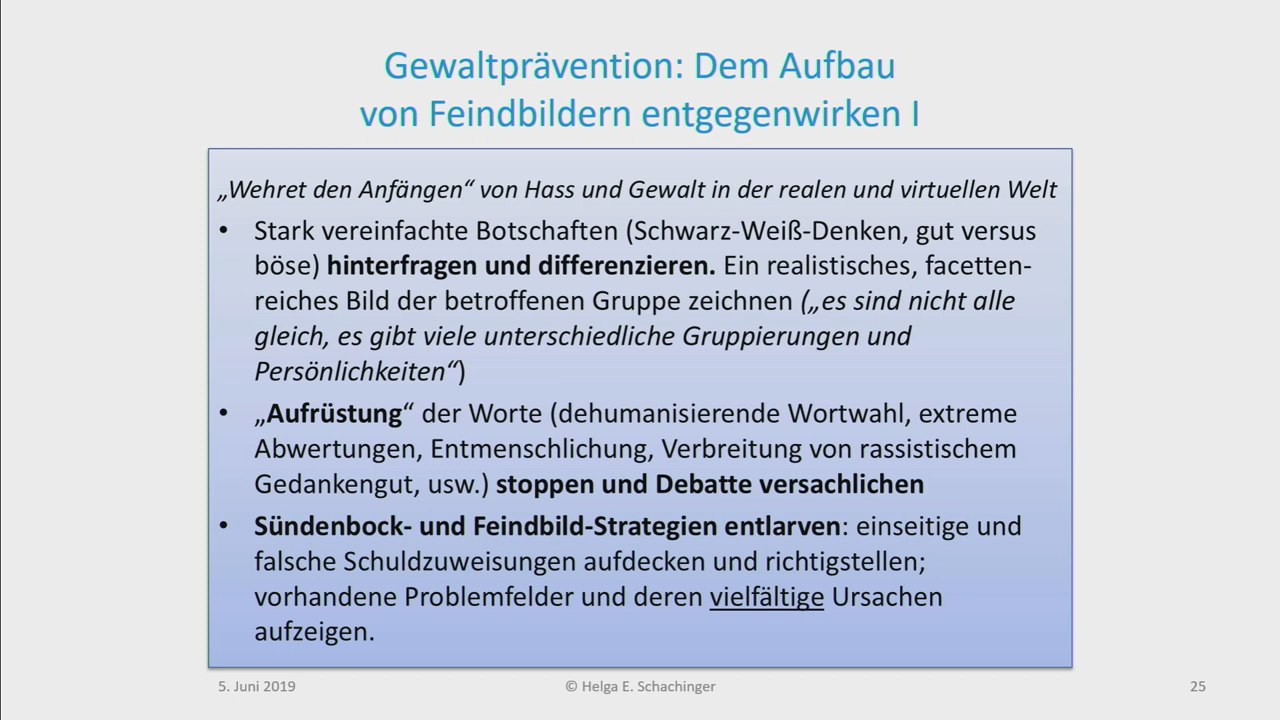 Gewaltprävention: Dem Aufbau
von Feindbildern entgegenwirken I
„Wehret den Anfängen“ von Hass und Gewalt in der realen und virtuellen Welt
• Stark vereinfachte Botschaften (Schwarz-Weiß-Denken, gut versus
böse) hinterfragen und differenzieren. Ein realistisches, facetten-
reiches Bild der betroffenen Gruppe zeichnen („es sind nicht alle
gleich, es gibt viele unterschiedliche Gruppierungen und
Persönlichkeiten“)
• „Aufrüstung“ der Worte (dehumanisierende Wortwahl, extreme
Abwertungen, Entmenschlichung, Verbreitung von rassistischem
Gedankengut, usw.) stoppen und Debatte versachlichen
• Sündenbock- und Feindbild-Strategien entlarven: einseitige und
falsche Schuldzuweisungen aufdecken und richtigstellen;
vorhandene Problemfelder und deren vielfältige Ursachen
aufzeigen.
5. Juni 2019 © Helga E. Schachinger 25